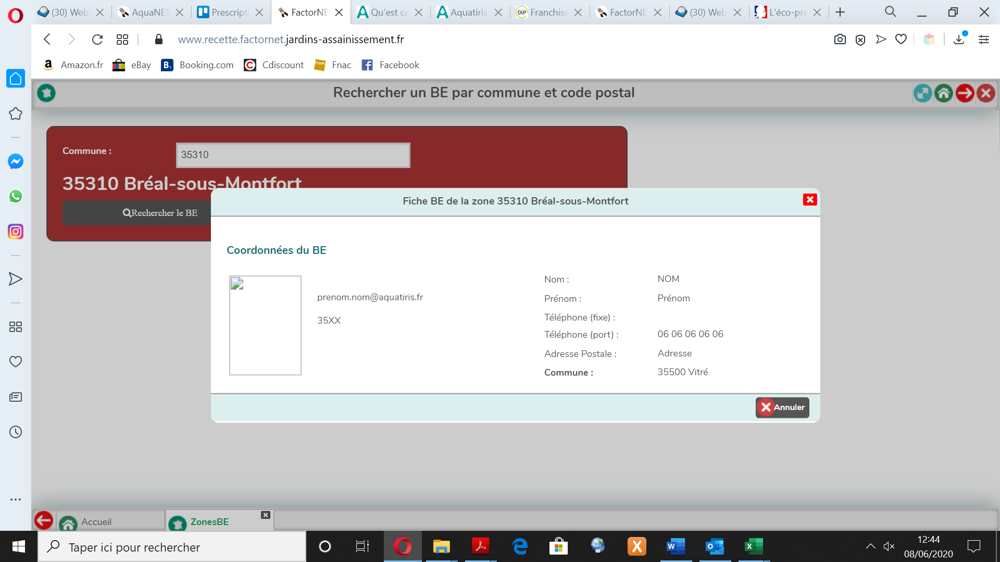 (30) Web
AquaNET
Prescripti
FactorNE
Qu'est ce
Aquatiris
DIP
Franchise
FactorNE
(30) Web
L'éco-pré
www.recette.factornet.jardins-assainissement.fr
a Amazon.fr
eBay
B. Booking.com
C Cdiscount
fnac Fnac
f Facebook
Rechercher un BE par commune et code postal
Commune :
35310
35310 Bréal-sous-Montfort
Rechercher le BE
Fiche BE de la zone 35310 Bréal-sous-Montfort
Coordonnées du BE
prenom.nom@aquatiris.fr
35XX
Nom : NOM
Prénom : Prénom
Téléphone (fixe) :
Téléphone (port) : 06 06 06 06 06
Adresse Postale : Adresse
Commune : 35500 Vitré
Annuler
Accueil
ZonesBE
Taper ici pour rechercher
12:44
08/06/2020